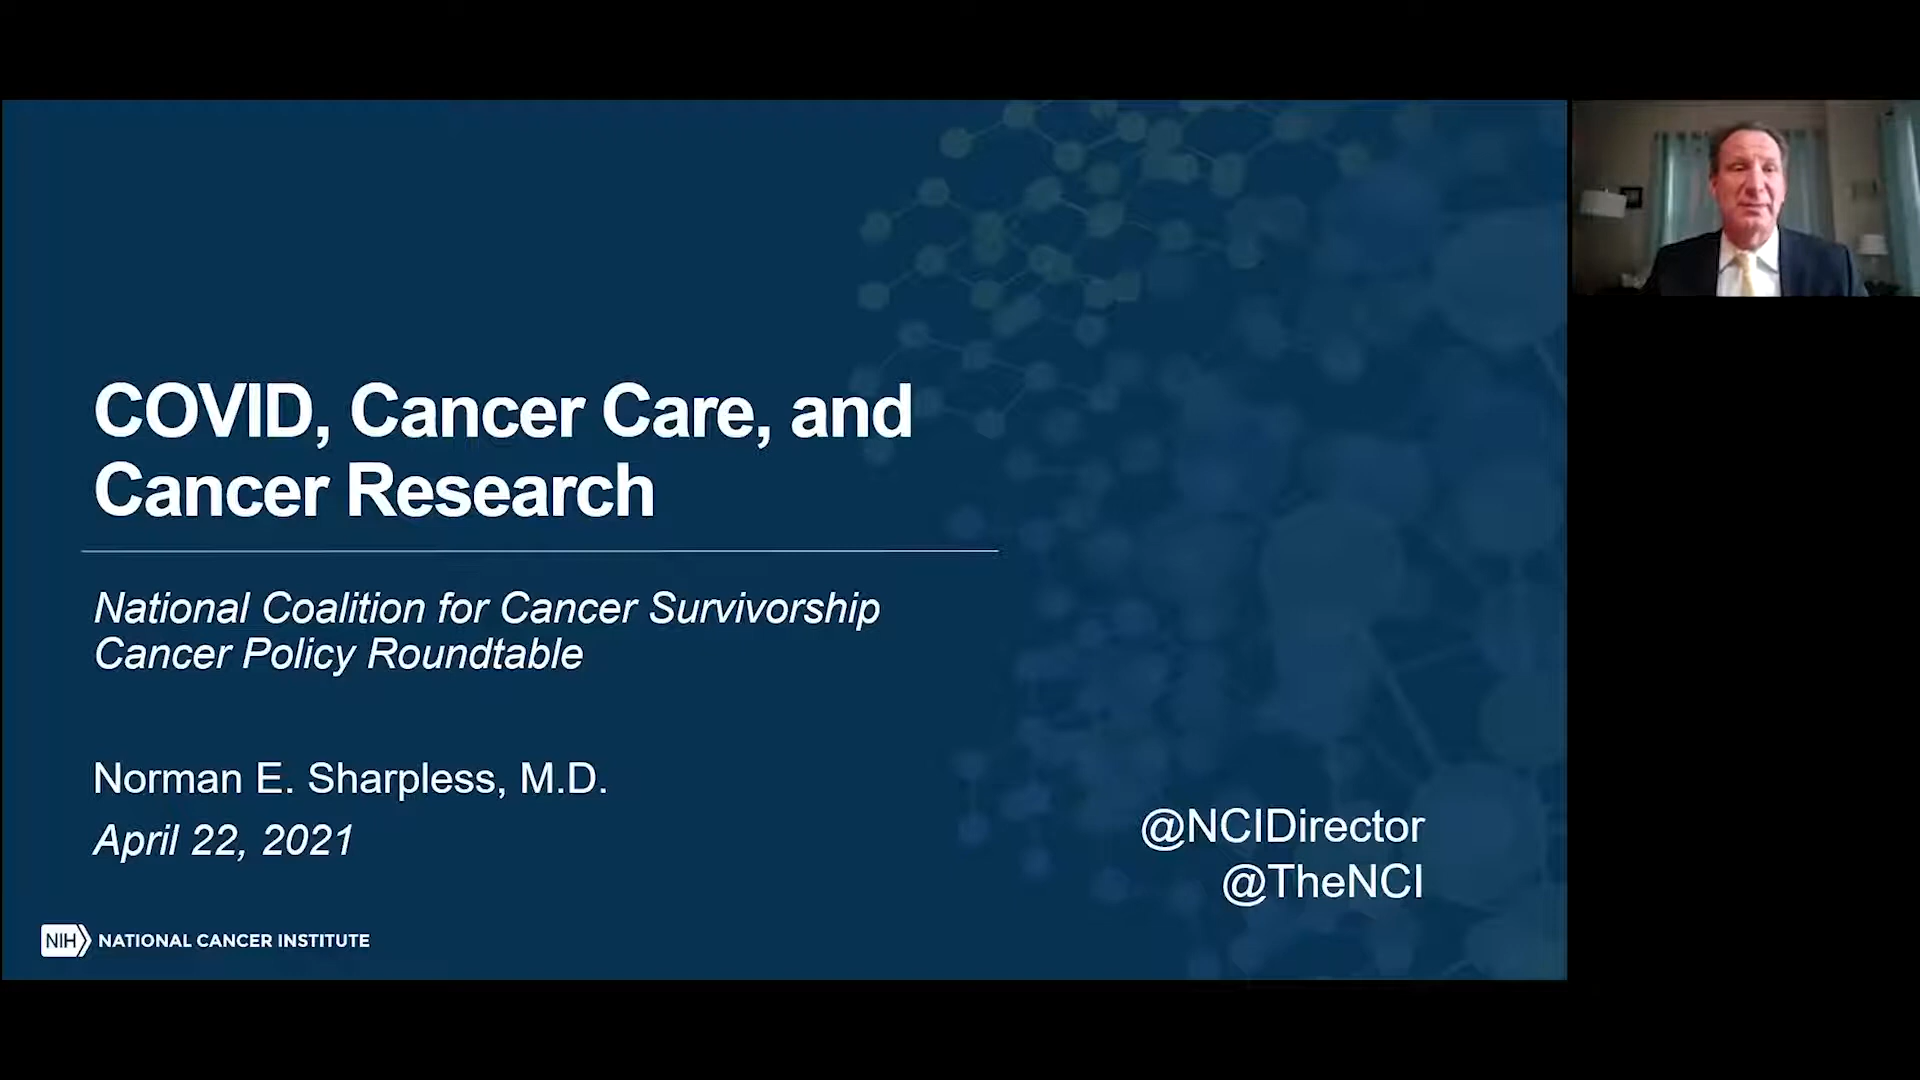 COVID, Cancer Care, and
Cancer Research
National Coalition for Cancer Survivorship
Cancer Policy Roundtable
Norman E. Sharpless, M.D.
April 22, 2021
@NCIDirector
@TheNCI
NIH NATIONAL CANCER INSTITUTE